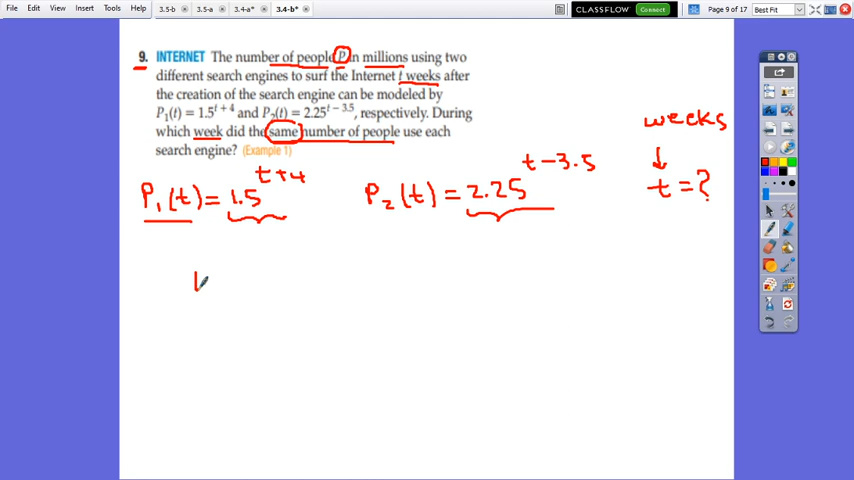 File Edit View Insert Tools Help
3.5-b 3.5-a 3.4-a* 3.4-b*
CLASSFLOW Connect
Page 9 of 17 Best Fit
9. INTERNET The number of people P in millions using two
different search engines to surf the Internet t weeks after
the creation of the search engine can be modeled by
P₁(t) = 1.5^(t + 4) and P₂(t) = 2.25^(t − 3.5), respectively. During
which week did the same number of people use each
search engine? (Example 1)
weeks
P₁(t) = 1.5^(t+4) P₂(t) = 2.25^(t−3.5) t = ?